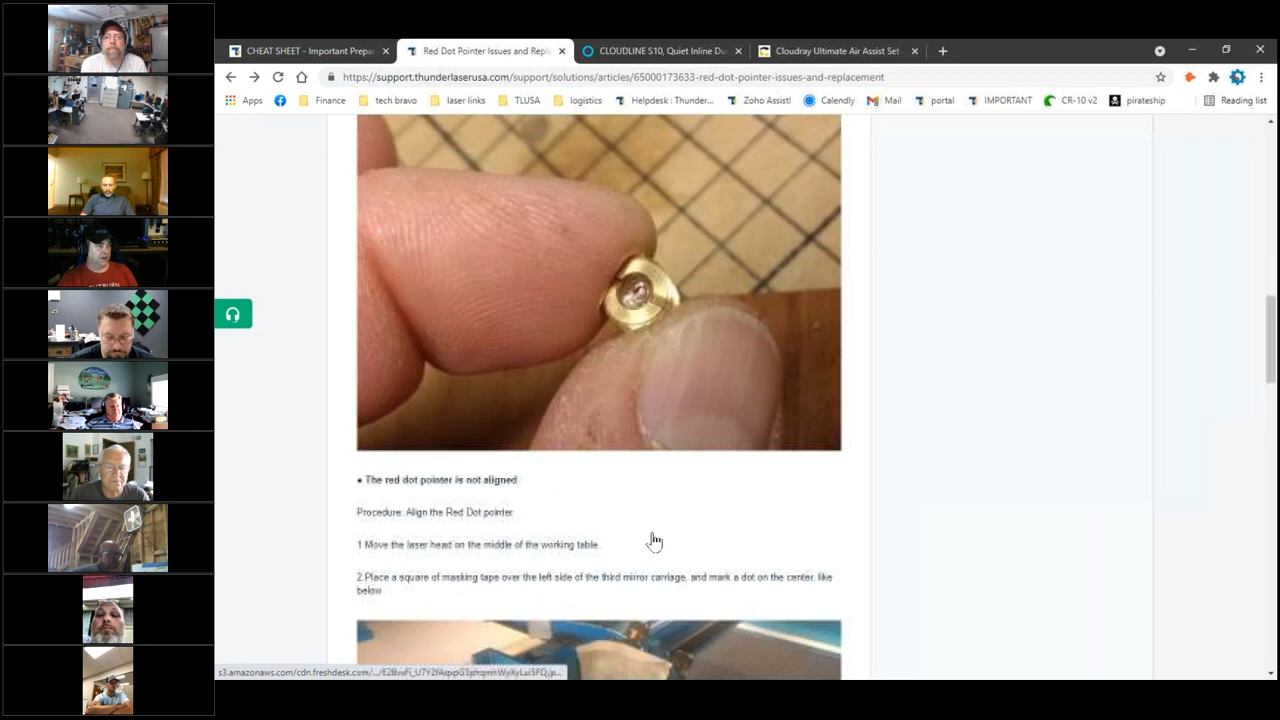 CHEAT SHEET - Important Prepa
Red Dot Pointer Issues and Repl
CLOUDLINE S10, Quiet Inline Du
Cloudray Ultimate Air Assist Set
https://support.thunderlaserusa.com/support/solutions/articles/65000173633-red-dot-pointer-issues-and-replacement
Apps Finance tech bravo laser links TLUSA logistics Helpdesk : Thunder... Zoho Assist! Calendly Mail portal IMPORTANT CR-10 v2 pirateship Reading list
• The red dot pointer is not aligned
Procedure: Align the Red Dot pointer
1.Move the laser head on the middle of the working table.
2.Place a square of masking tape over the left side of the third mirror carriage, and mark a dot on the center. like
below